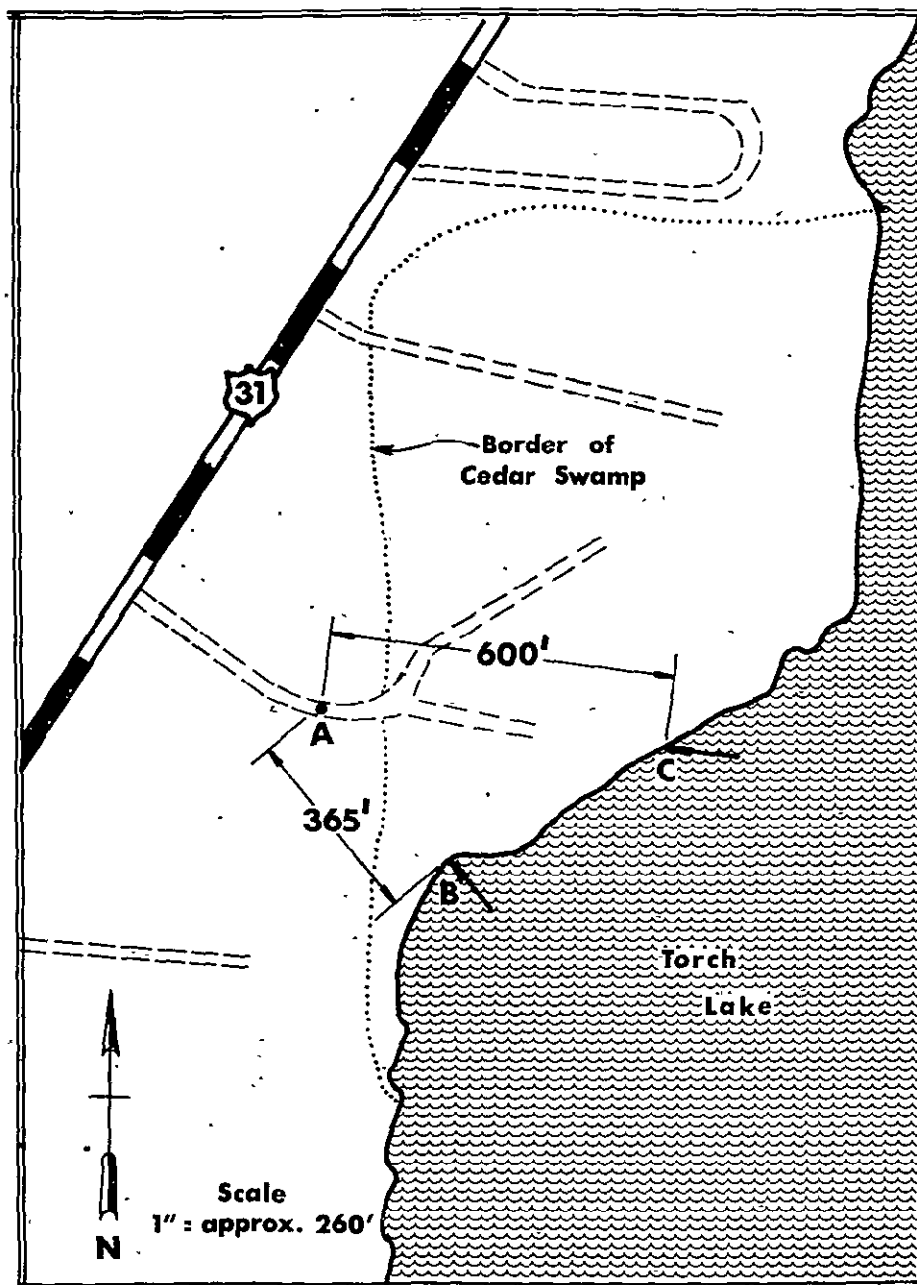 31
Border of
Cedar Swamp
600'
A
C
365'
B
Torch
Lake
Scale
1" = approx. 260'
N